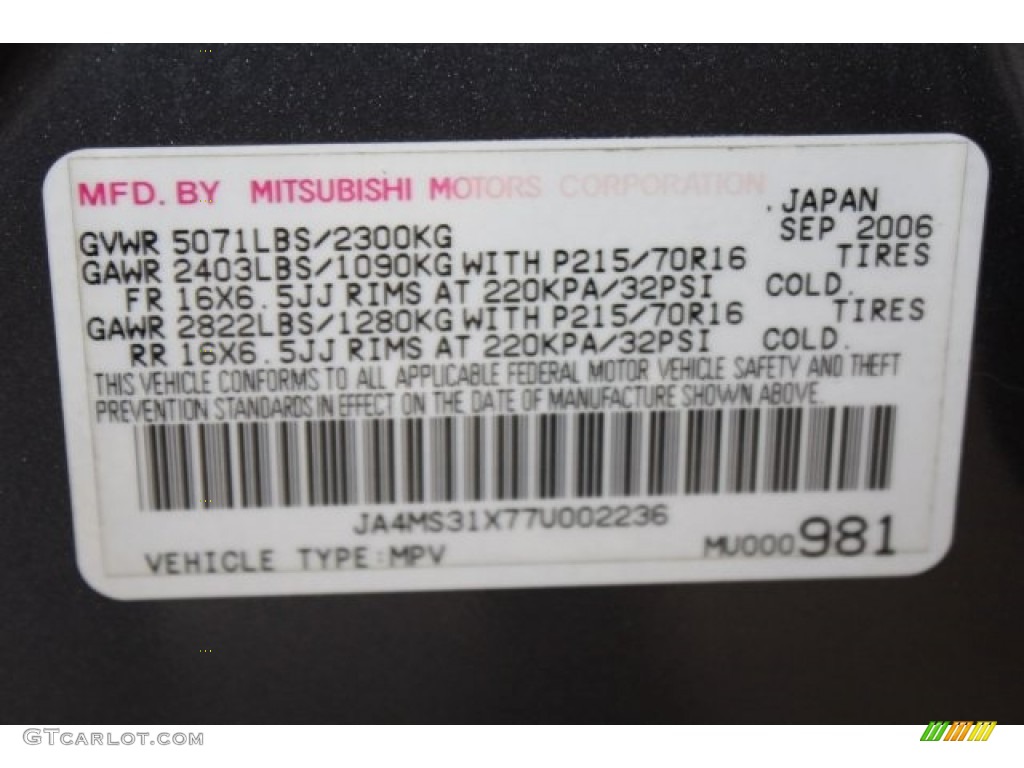 MFD. BY MITSUBISHI MOTORS CORPORATION
. JAPAN
GVWR 5071LBS/2300KG SEP 2006
GAWR 2403LBS/1090KG WITH P215/70R16 TIRES
FR 16X6.5JJ RIMS AT 220KPA/32PSI COLD.
GAWR 2822LBS/1280KG WITH P215/70R16 TIRES
RR 16X6.5JJ RIMS AT 220KPA/32PSI COLD.
THIS VEHICLE CONFORMS TO ALL APPLICABLE FEDERAL MOTOR VEHICLE SAFETY AND THEFT
PREVENTION STANDARDS IN EFFECT ON THE DATE OF MANUFACTURE SHOWN ABOVE.
JA4MS31X77U002236
VEHICLE TYPE:MPV MU000981
GTCARLOT.COM